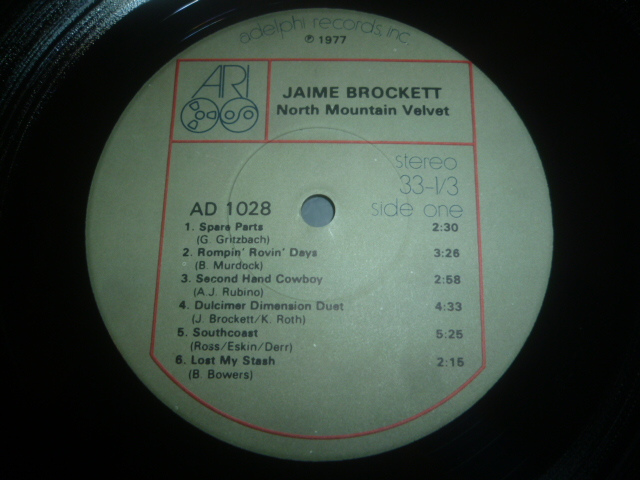 adelphi records, inc.
℗ 1977
ARI
JAIME BROCKETT
North Mountain Velvet
stereo
33-1/3
AD 1028 side one
1. Spare Parts 2:30
(G. Gritzbach)
2. Rompin' Rovin' Days 3:26
(B. Murdock)
3. Second Hand Cowboy 2:58
(A.J. Rubino)
4. Dulcimer Dimension Duet 4:33
(J. Brockett/K. Roth)
5. Southcoast 5:25
(Ross/Eskin/Derr)
6. Lost My Stash 2:15
(B. Bowers)